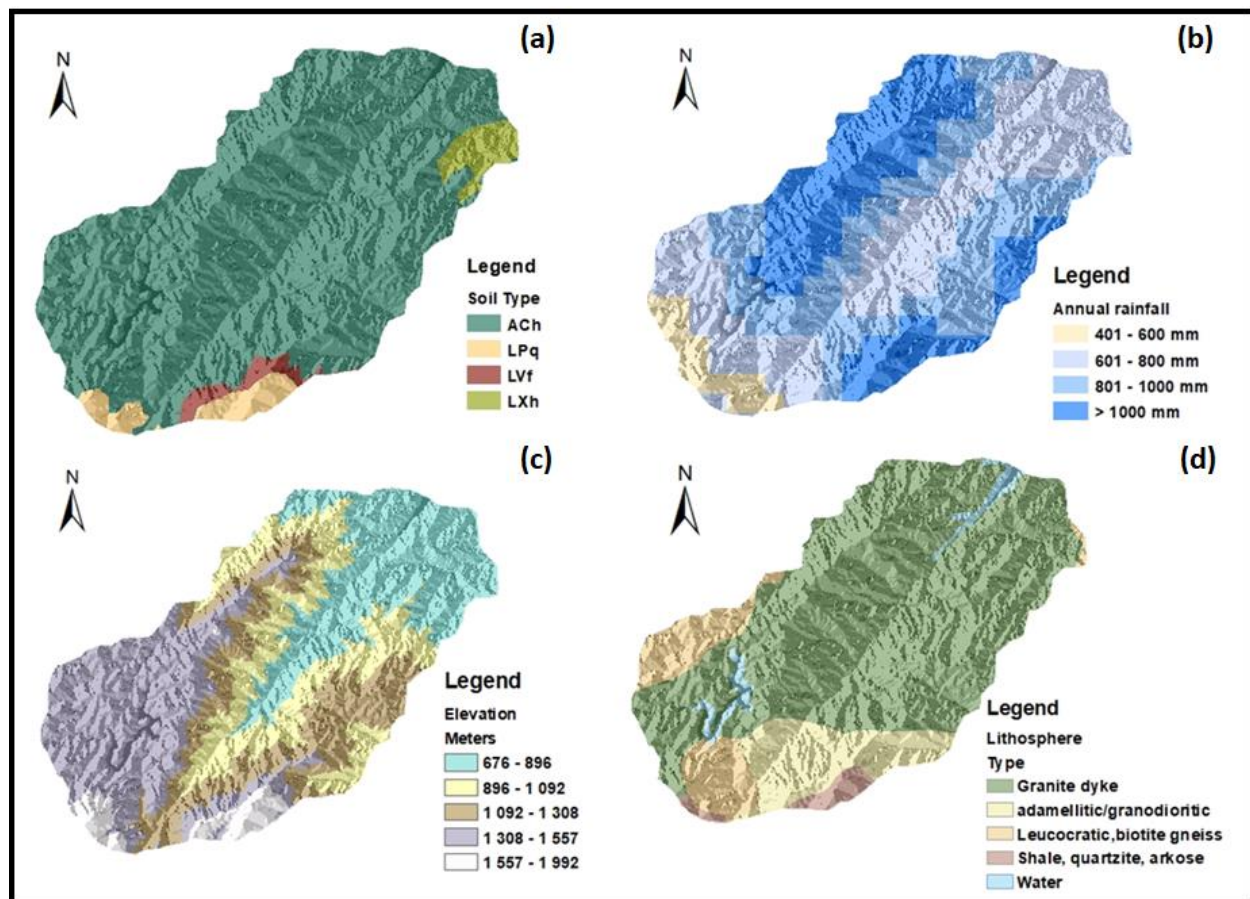 (a)
N
Legend
Soil Type
ACh
LPq
LVf
LXh
(b)
N
Legend
Annual rainfall
401 - 600 mm
601 - 800 mm
801 - 1000 mm
> 1000 mm
(c)
N
Legend
Elevation
Meters
676 - 896
896 - 1 092
1 092 - 1 308
1 308 - 1 557
1 557 - 1 992
(d)
N
Legend
Lithosphere
Type
Granite dyke
adamellitic/granodioritic
Leucocratic,biotite gneiss
Shale, quartzite, arkose
Water